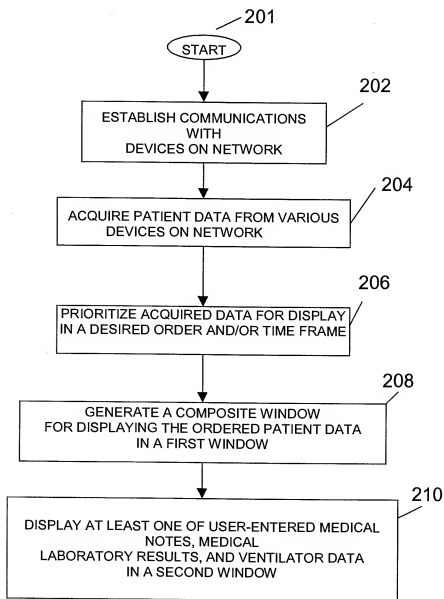 201
START
202
ESTABLISH COMMUNICATIONS
WITH
DEVICES ON NETWORK
204
ACQUIRE PATIENT DATA FROM VARIOUS
DEVICES ON NETWORK
206
PRIORITIZE ACQUIRED DATA FOR DISPLAY
IN A DESIRED ORDER AND/OR TIME FRAME
208
GENERATE A COMPOSITE WINDOW
FOR DISPLAYING THE ORDERED PATIENT DATA
IN A FIRST WINDOW
210
DISPLAY AT LEAST ONE OF USER-ENTERED MEDICAL
NOTES, MEDICAL
LABORATORY RESULTS, AND VENTILATOR DATA
IN A SECOND WINDOW